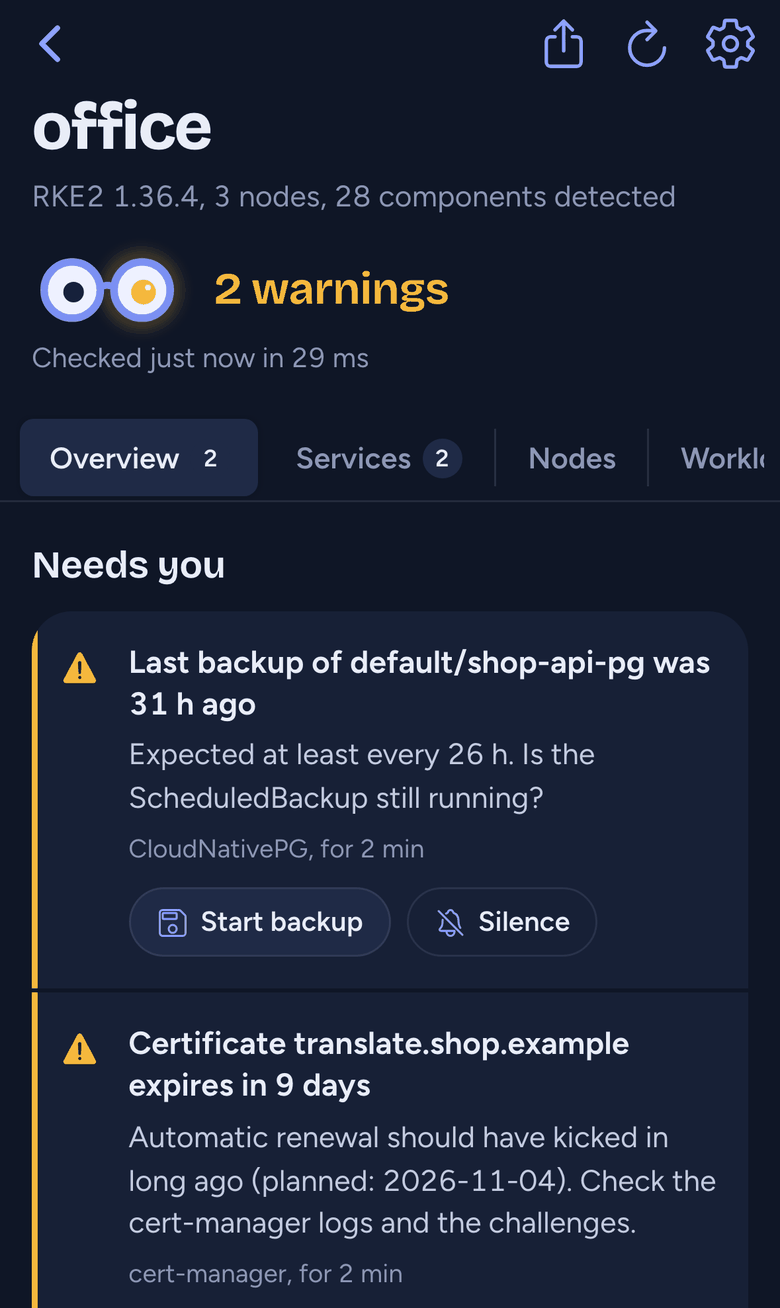 office
RKE2 1.36.4, 3 nodes, 28 components detected
2 warnings
Checked just now in 29 ms
Overview 2 Services 2 Nodes
Needs you
Last backup of default/shop-api-pg was
31 h ago
Expected at least every 26 h. Is the
ScheduledBackup still running?
CloudNativePG, for 2 min
Start backup Silence
Certificate translate.shop.example
expires in 9 days
Automatic renewal should have kicked in
long ago (planned: 2026-11-04). Check the
cert-manager logs and the challenges.
cert-manager, for 2 min